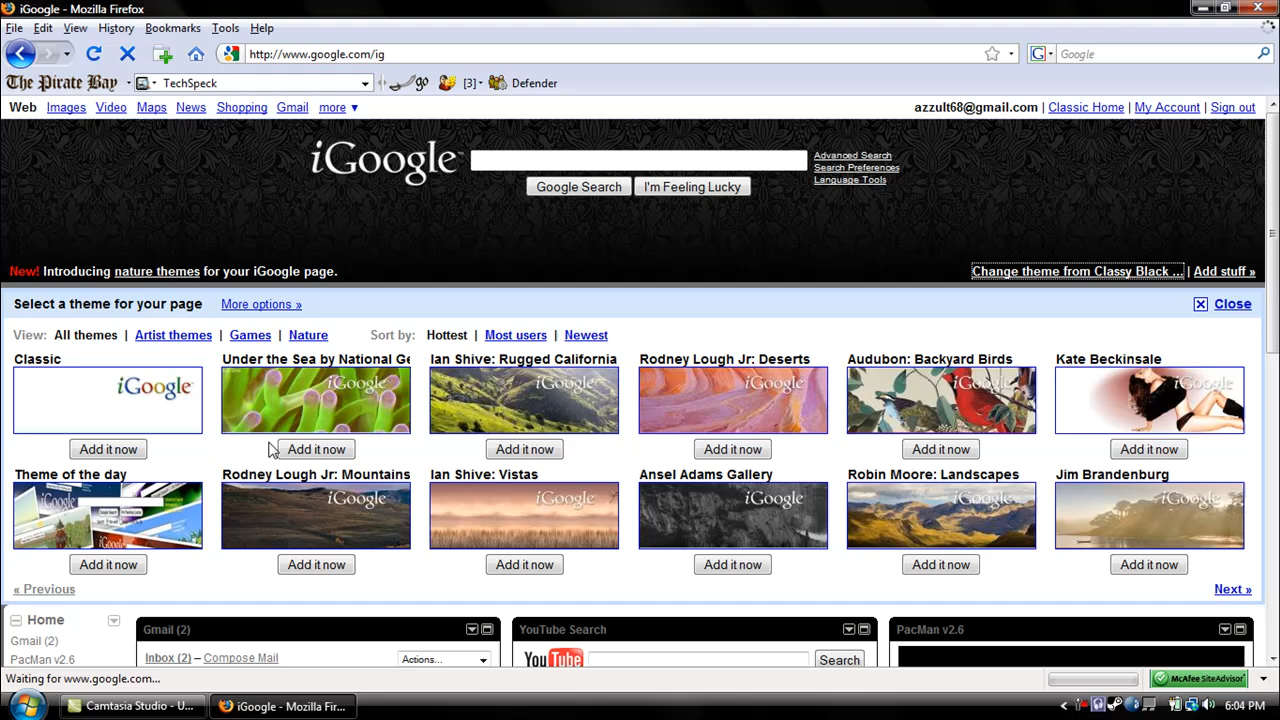 iGoogle - Mozilla Firefox
File Edit View History Bookmarks Tools Help
http://www.google.com/ig
Google
The Pirate Bay TechSpeck go [3] Defender
Web Images Video Maps News Shopping Gmail more ▼ azzult68@gmail.com | Classic Home | My Account | Sign out
iGoogle™
Advanced Search
Search Preferences
Language Tools
Google Search I'm Feeling Lucky
New! Introducing nature themes for your iGoogle page. Change theme from Classy Black ... | Add stuff »
Select a theme for your page More options » Close
View: All themes | Artist themes | Games | Nature Sort by: Hottest | Most users | Newest
Classic Under the Sea by National Ge Ian Shive: Rugged California Rodney Lough Jr: Deserts Audubon: Backyard Birds Kate Beckinsale
iGoogle iGoogle iGoogle iGoogle iGoogle iGoogle
Add it now Add it now Add it now Add it now Add it now Add it now
Theme of the day Rodney Lough Jr: Mountains Ian Shive: Vistas Ansel Adams Gallery Robin Moore: Landscapes Jim Brandenburg
iGoogle iGoogle iGoogle iGoogle iGoogle iGoogle
Add it now Add it now Add it now Add it now Add it now Add it now
« Previous Next »
Home Gmail (2) YouTube Search PacMan v2.6
Gmail (2)
PacMan v2.6 Inbox (2) – Compose Mail Actions... YouTube Search
Waiting for www.google.com... McAfee SiteAdvisor
Camtasia Studio - U... iGoogle - Mozilla Fir... 6:04 PM